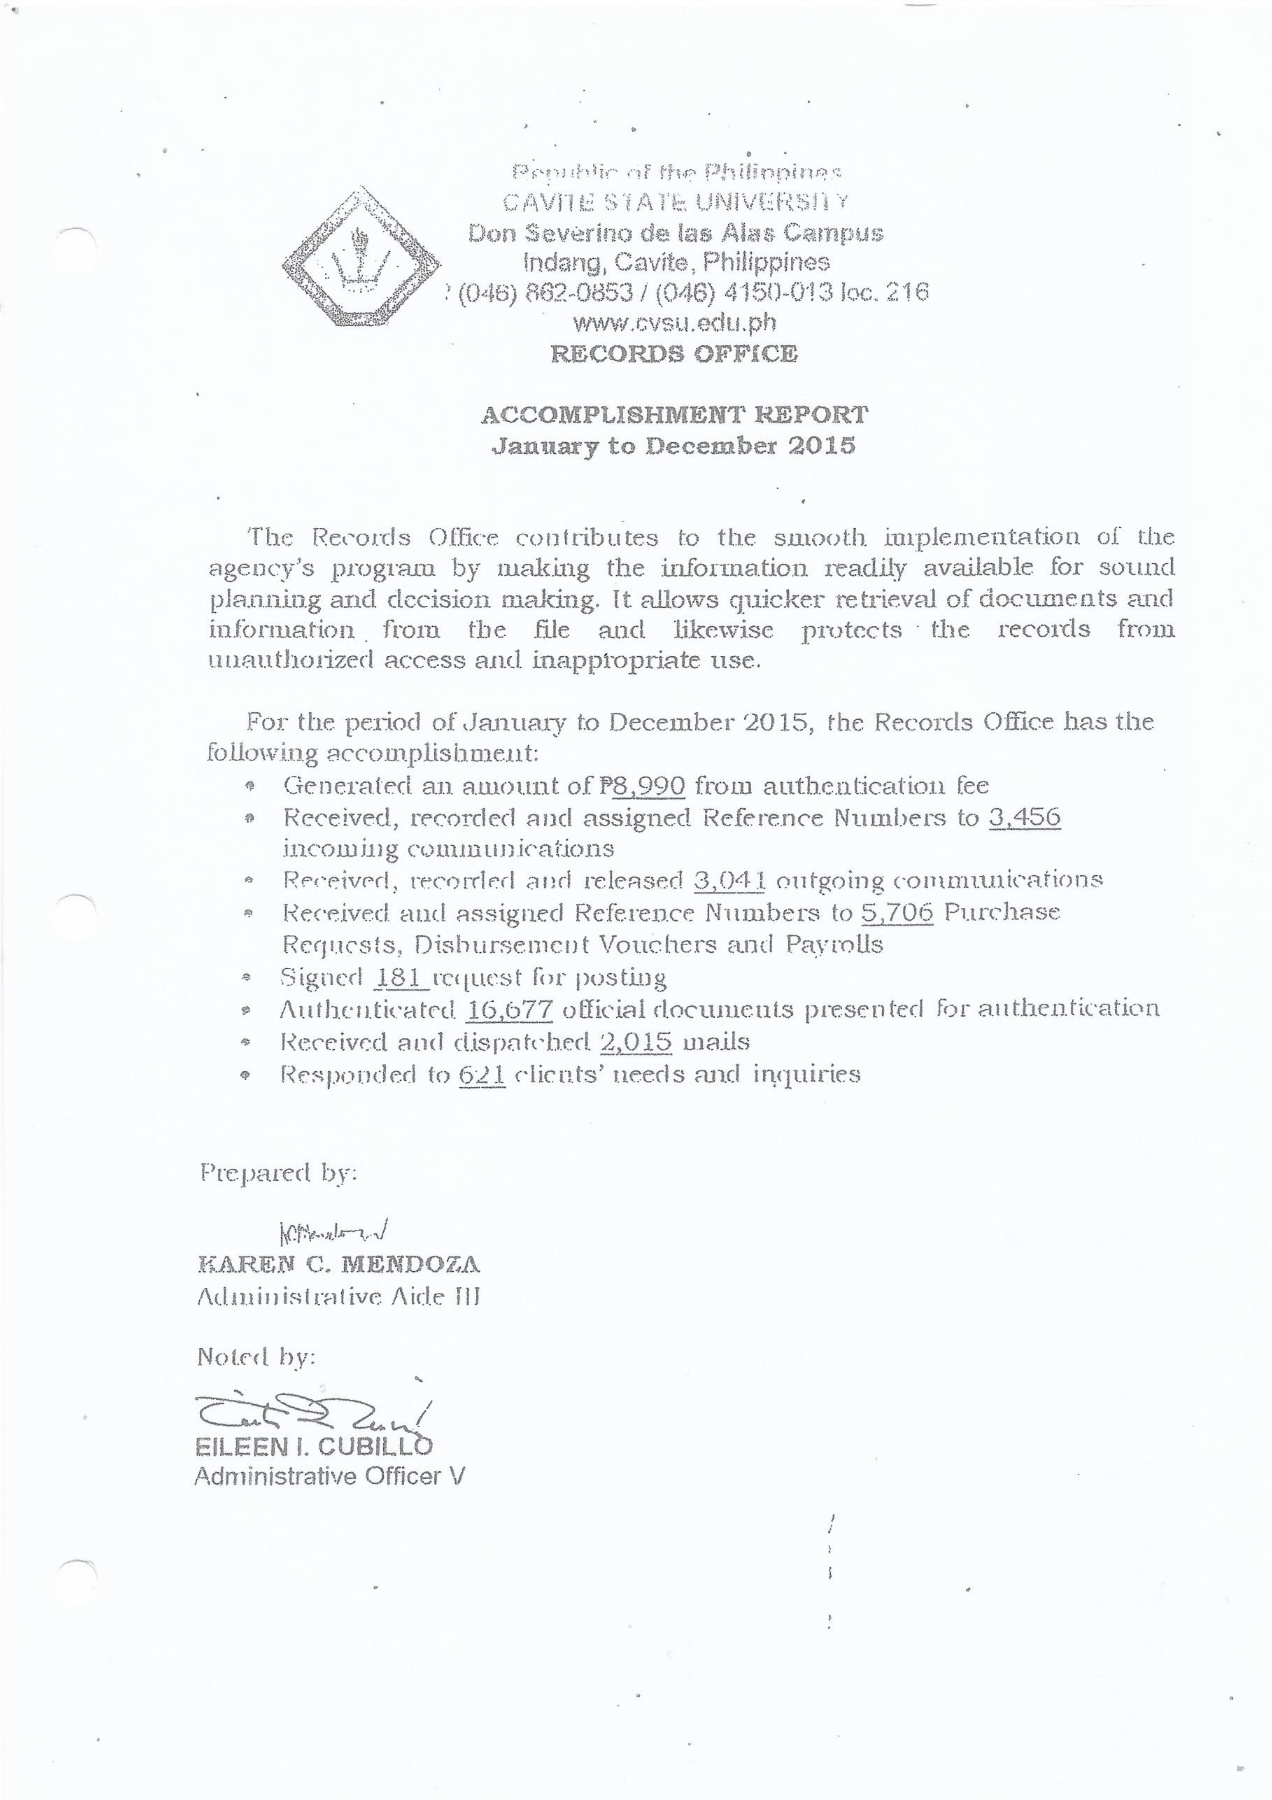 Republic of the Philippines
CAVITE STATE UNIVERSITY
Don Severino de las Alas Campus
Indang, Cavite, Philippines
(046) 862-0853 / (046) 4150-013 loc. 216
www.cvsu.edu.ph
RECORDS OFFICE
ACCOMPLISHMENT REPORT
January to December 2015
The Records Office contributes to the smooth implementation of the
agency's program by making the information readily available for sound
planning and decision making. It allows quicker retrieval of documents and
information from the file and likewise protects the records from
unauthorized access and inappropriate use.
For the period of January to December 2015, the Records Office has the
following accomplishment:
• Generated an amount of ₱8,990 from authentication fee
• Received, recorded and assigned Reference Numbers to 3,456
incoming communications
• Received, recorded and released 3,041 outgoing communications
• Received and assigned Reference Numbers to 5,706 Purchase
Requests, Disbursement Vouchers and Payrolls
• Signed 181 request for posting
• Authenticated 16,677 official documents presented for authentication
• Received and dispatched 2,015 mails
• Responded to 621 clients' needs and inquiries
Prepared by:
KAREN C. MENDOZA
Administrative Aide III
Noted by:
EILEEN I. CUBILLO
Administrative Officer V